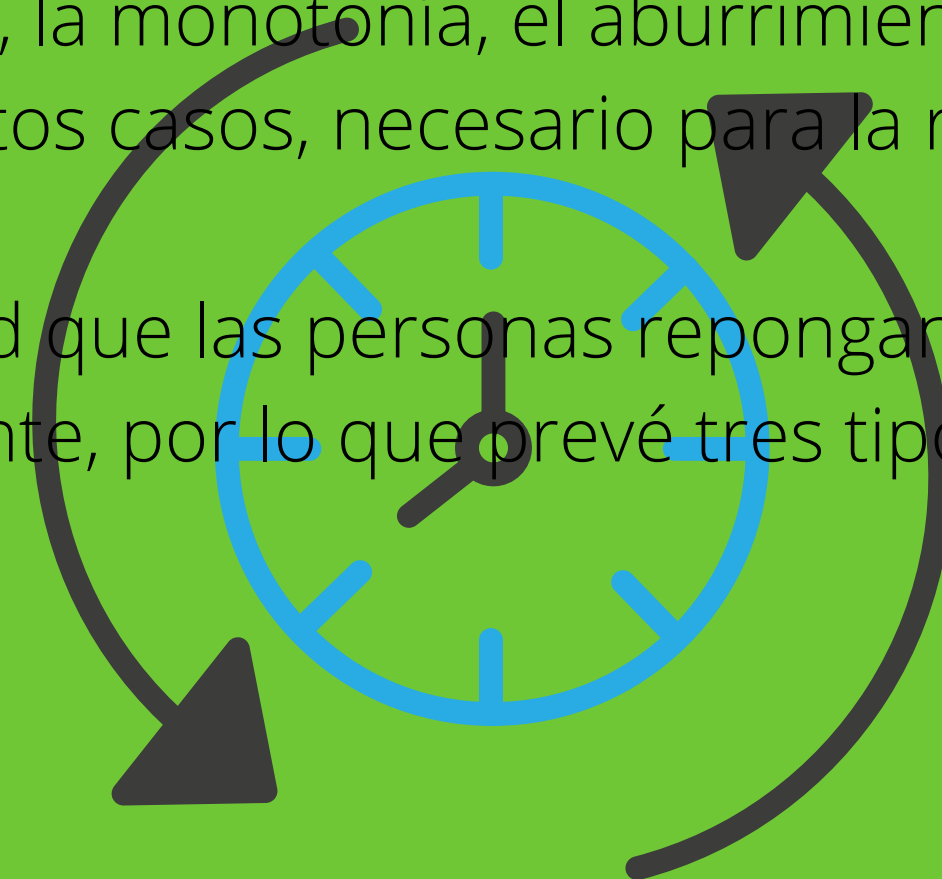 , la monotonía, el aburrimien
tos casos, necesario para la r
d que las personas repongan
nte, por lo que prevé tres tipo